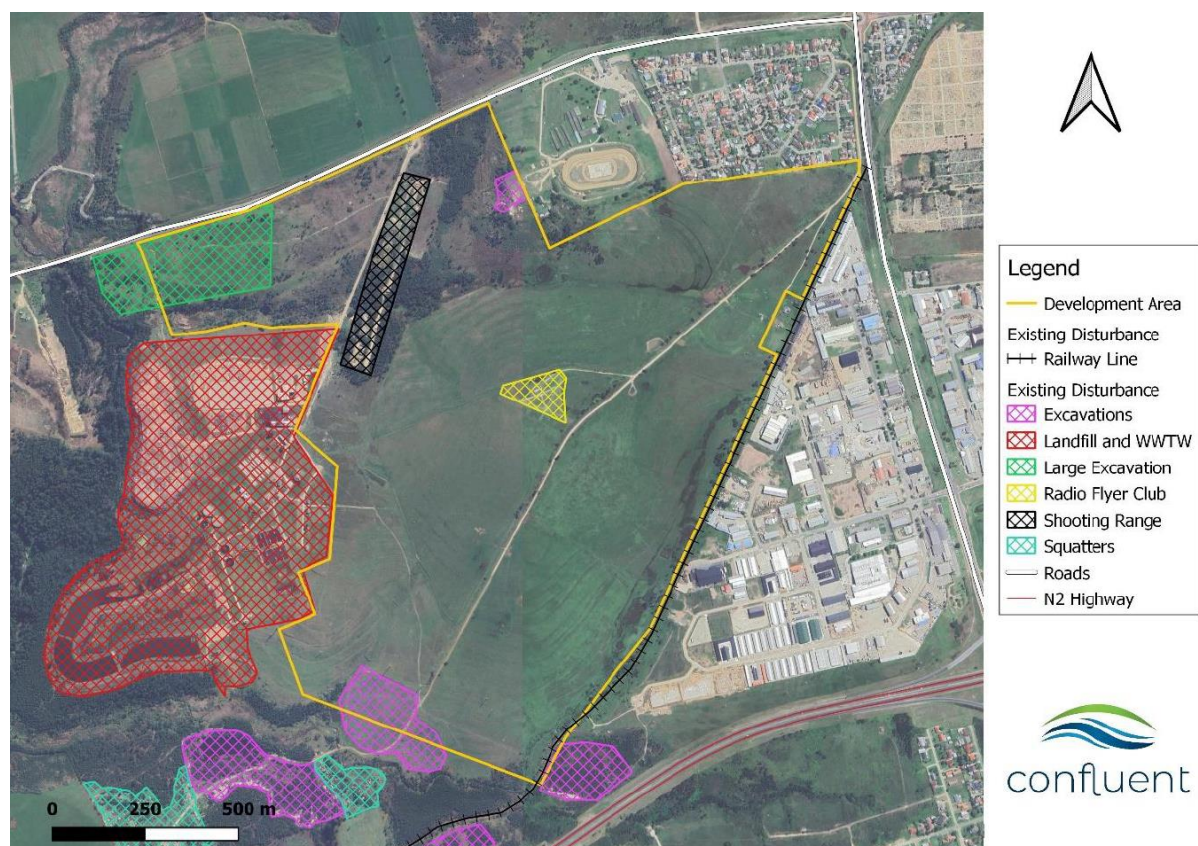 Legend
Development Area
Existing Disturbance
Railway Line
Existing Disturbance
Excavations
Landfill and WWTW
Large Excavation
Radio Flyer Club
Shooting Range
Squatters
Roads
N2 Highway
0 250 500 m
confluent